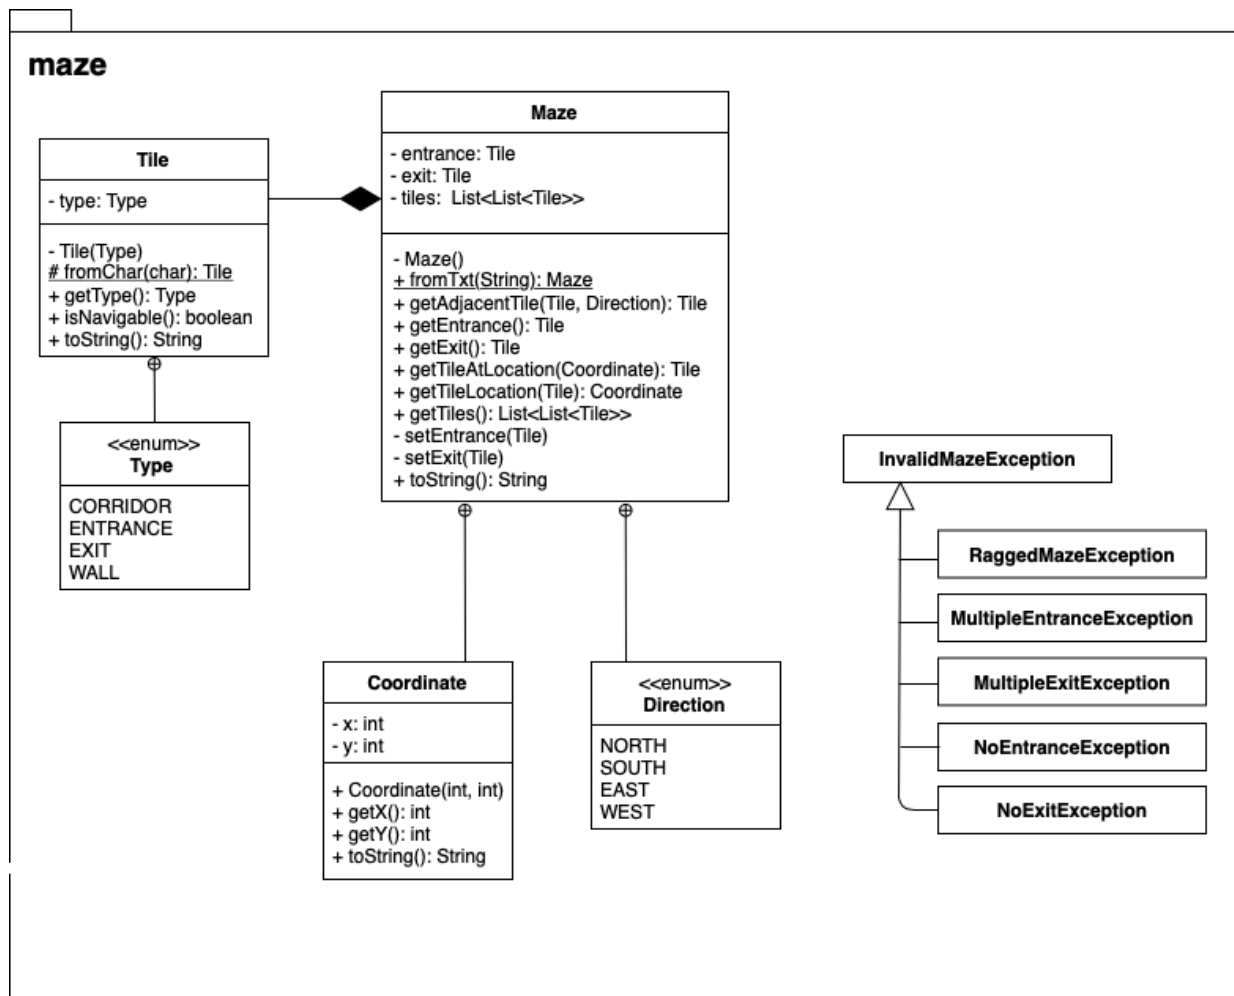 maze
Tile
- type: Type
- Tile(Type)
# fromChar(char): Tile
+ getType(): Type
+ isNavigable(): boolean
+ toString(): String
<<enum>>
Type
CORRIDOR
ENTRANCE
EXIT
WALL
Maze
- entrance: Tile
- exit: Tile
- tiles: List<List<Tile>>
- Maze()
+ fromTxt(String): Maze
+ getAdjacentTile(Tile, Direction): Tile
+ getEntrance(): Tile
+ getExit(): Tile
+ getTileAtLocation(Coordinate): Tile
+ getTileLocation(Tile): Coordinate
+ getTiles(): List<List<Tile>>
- setEntrance(Tile)
- setExit(Tile)
+ toString(): String
Coordinate
- x: int
- y: int
+ Coordinate(int, int)
+ getX(): int
+ getY(): int
+ toString(): String
<<enum>>
Direction
NORTH
SOUTH
EAST
WEST
InvalidMazeException
RaggedMazeException
MultipleEntranceException
MultipleExitException
NoEntranceException
NoExitException